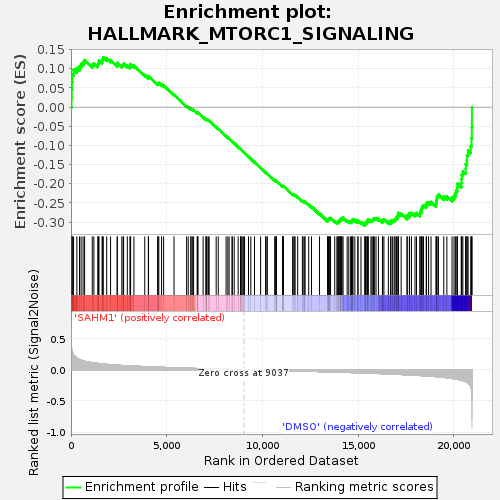 Enrichment plot:
HALLMARK_MTORC1_SIGNALING
Enrichment score (ES)
0.15
0.10
0.05
0.00
-0.05
-0.10
-0.15
-0.20
-0.25
-0.30
'SAHM1' (positively correlated)
Ranked list metric (Signal2Noise)
0.5
0.0
-0.5
-1.0
Zero cross at 9037
'DMSO' (negatively correlated)
0 5,000 10,000 15,000 20,000
Rank in Ordered Dataset
Enrichment profile Hits Ranking metric scores